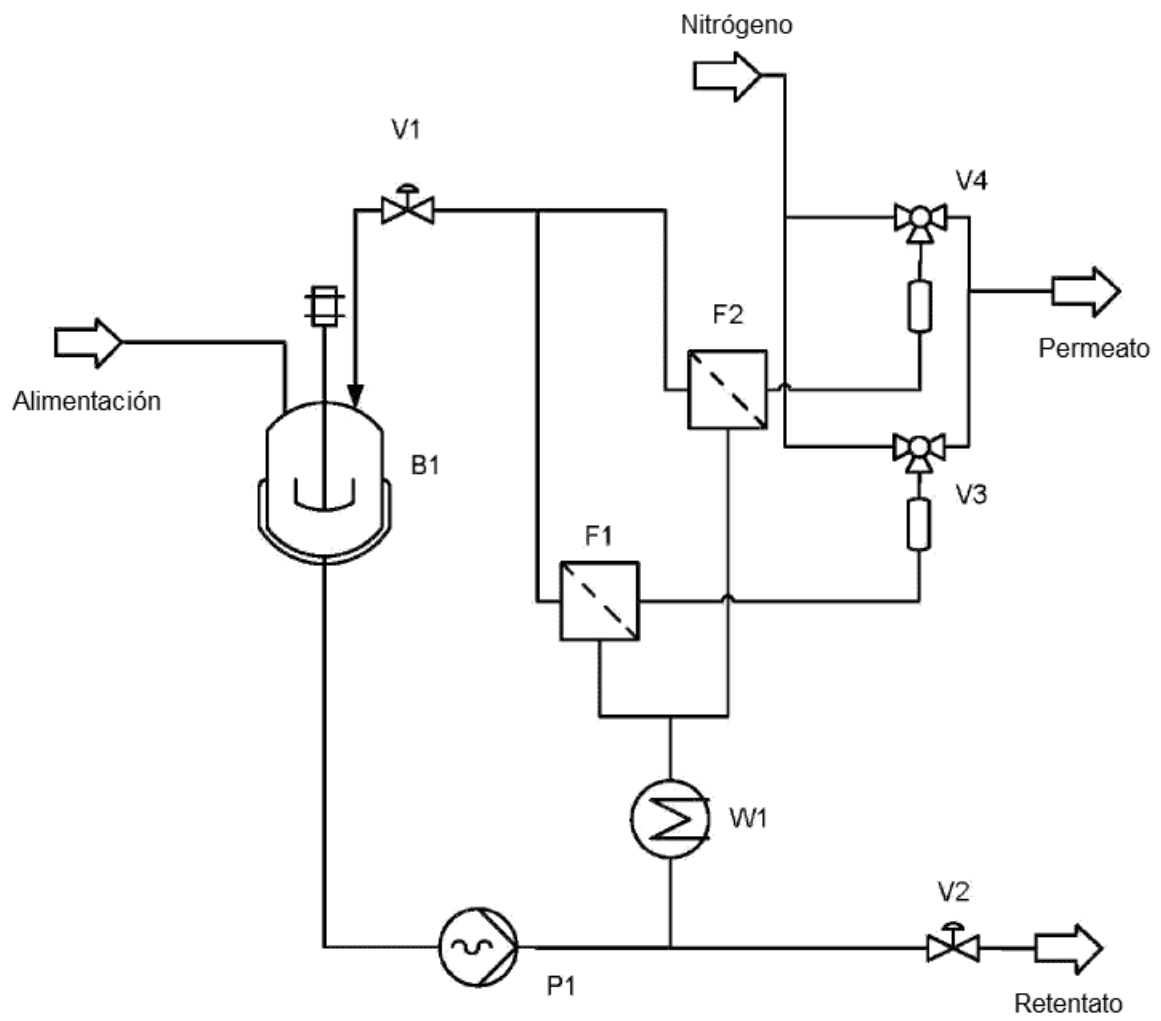 Nitrógeno
V1
V4
F2
Permeato
Alimentación
B1
V3
F1
W1
V2
P1
Retentato